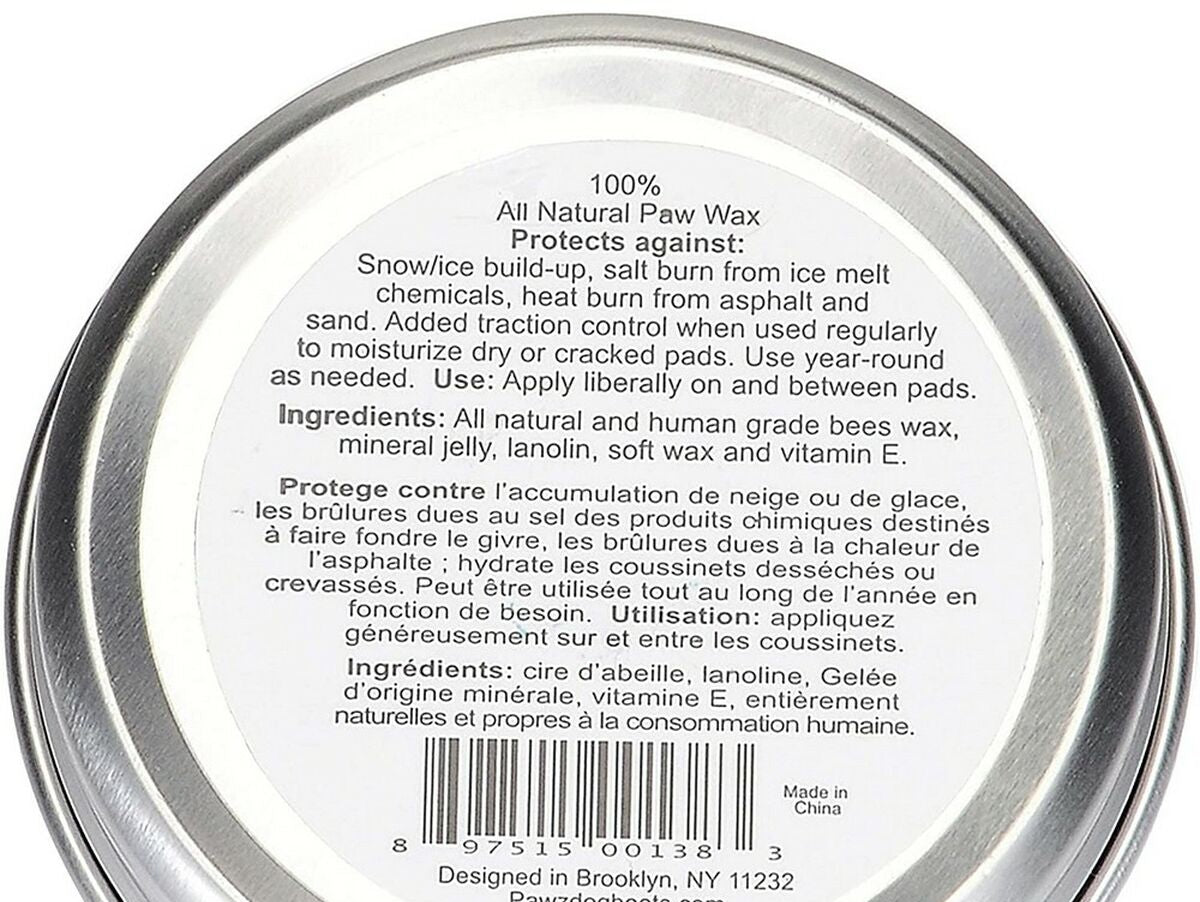 100%
All Natural Paw Wax
Protects against:
Snow/ice build-up, salt burn from ice melt
chemicals, heat burn from asphalt and
sand. Added traction control when used regularly
to moisturize dry or cracked pads. Use year-round
as needed. Use: Apply liberally on and between pads.
Ingredients: All natural and human grade bees wax,
mineral jelly, lanolin, soft wax and vitamin E.
Protege contre l'accumulation de neige ou de glace,
les brûlures dues au sel des produits chimiques destinés
à faire fondre le givre, les brûlures dues à la chaleur de
l'asphalte ; hydrate les coussinets desséchés ou
crevassés. Peut être utilisée tout au long de l'année en
fonction de besoin. Utilisation: appliquez
généreusement sur et entre les coussinets.
Ingrédients: cire d'abeille, lanoline, Gelée
d'origine minérale, vitamine E, entièrement
naturelles et propres à la consommation humaine.
Made in
China
8 97515 00138 3
Designed in Brooklyn, NY 11232
Pawzdogboots.com